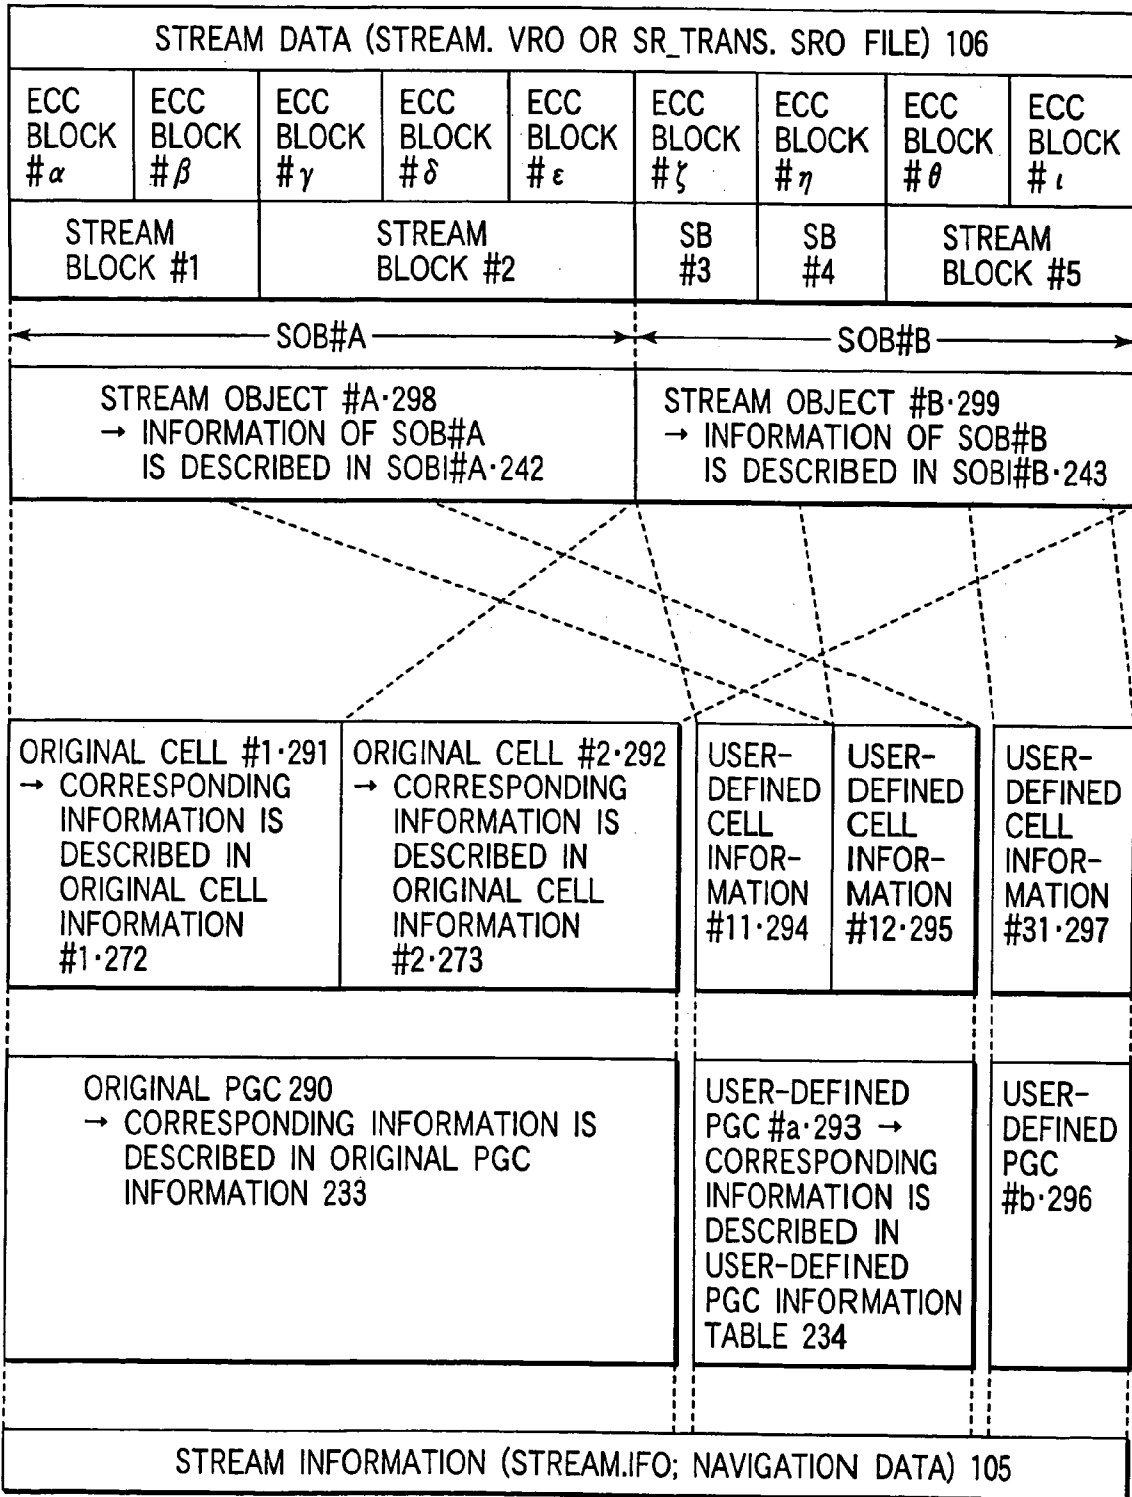 STREAM DATA (STREAM. VRO OR SR_TRANS. SRO FILE) 106
ECC BLOCK #α
ECC BLOCK #β
ECC BLOCK #γ
ECC BLOCK #δ
ECC BLOCK #ε
ECC BLOCK #ζ
ECC BLOCK #η
ECC BLOCK #θ
ECC BLOCK #ι
STREAM BLOCK #1
STREAM BLOCK #2
SB #3
SB #4
STREAM BLOCK #5
SOB#A
SOB#B
STREAM OBJECT #A·298
→ INFORMATION OF SOB#A
IS DESCRIBED IN SOBI#A·242
STREAM OBJECT #B·299
→ INFORMATION OF SOB#B
IS DESCRIBED IN SOBI#B·243
ORIGINAL CELL #1·291
→ CORRESPONDING
INFORMATION IS
DESCRIBED IN
ORIGINAL CELL
INFORMATION
#1·272
ORIGINAL CELL #2·292
→ CORRESPONDING
INFORMATION IS
DESCRIBED IN
ORIGINAL CELL
INFORMATION
#2·273
USER-
DEFINED
CELL
INFOR-
MATION
#11·294
USER-
DEFINED
CELL
INFOR-
MATION
#12·295
USER-
DEFINED
CELL
INFOR-
MATION
#31·297
ORIGINAL PGC 290
→ CORRESPONDING INFORMATION IS
DESCRIBED IN ORIGINAL PGC
INFORMATION 233
USER-DEFINED
PGC #a·293 →
CORRESPONDING
INFORMATION IS
DESCRIBED IN
USER-DEFINED
PGC INFORMATION
TABLE 234
USER-
DEFINED
PGC
#b·296
STREAM INFORMATION (STREAM.IFO; NAVIGATION DATA) 105